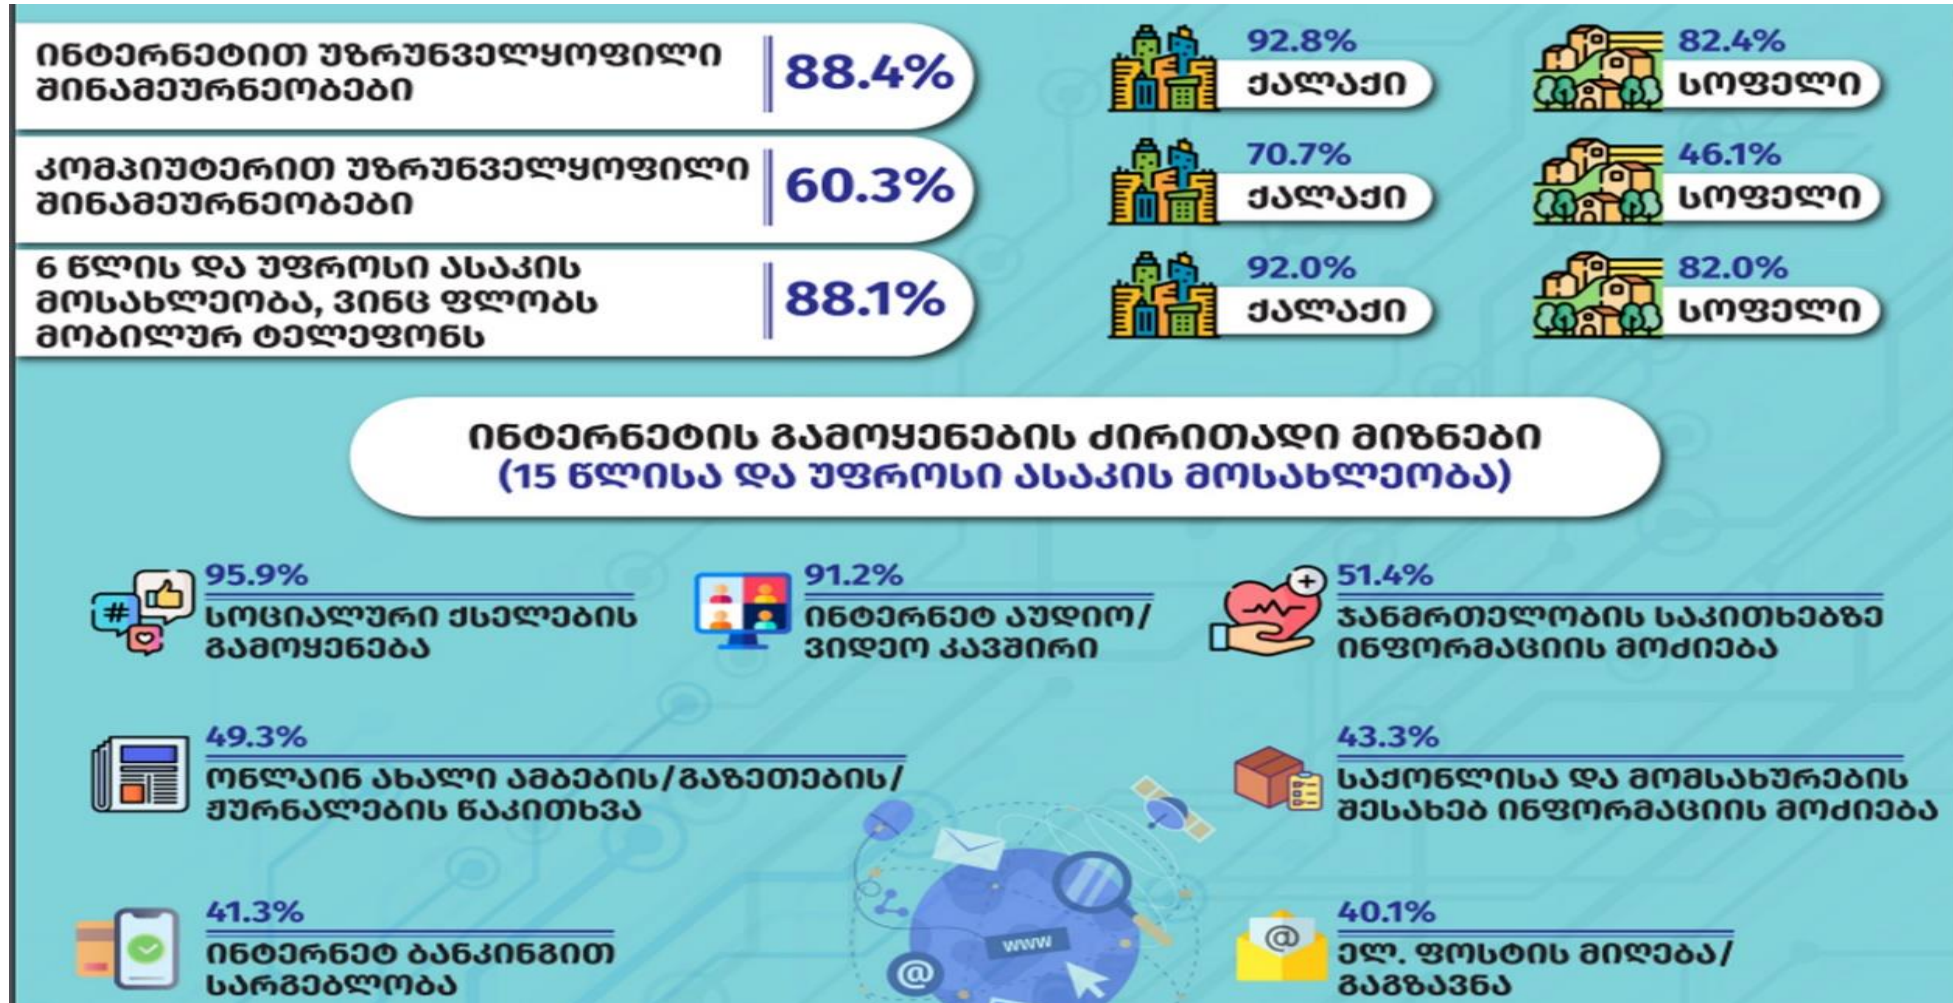 ინტერნეტით უზრუნველყოფილი
შინამეურნეობები
88.4%
92.8%
ქალაქი
82.4%
სოფელი
კომპიუტერით უზრუნველყოფილი
შინამეურნეობები
60.3%
70.7%
ქალაქი
46.1%
სოფელი
6 წლის და უფროსი ასაკის
მოსახლეობა, ვინც ფლობს
მობილურ ტელეფონს
88.1%
92.0%
ქალაქი
82.0%
სოფელი
ინტერნეტის გამოყენების ძირითადი მიზნები
(15 წლისა და უფროსი ასაკის მოსახლეობა)
95.9%
სოციალური ქსელების
გამოყენება
91.2%
ინტერნეტ აუდიო/
ვიდეო კავშირი
51.4%
ჯანმრთელობის საკითხებზე
ინფორმაციის მოძიება
49.3%
ონლაინ ახალი ამბების/გაზეთების/
ჟურნალების წაკითხვა
43.3%
საქონლისა და მომსახურების
შესახებ ინფორმაციის მოძიება
41.3%
ინტერნეტ ბანკინგით
სარგებლობა
www
@
40.1%
ელ. ფოსტის მიღება/
გაგზავნა